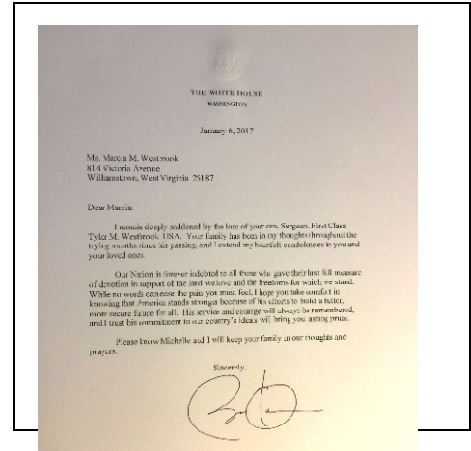 THE WHITE HOUSE
WASHINGTON
January 6, 2017
Ms. Marcia M. Westbrook
814 Victoria Avenue
Williamstown, West Virginia 26187
Dear Marcia:
I remain deeply saddened by the loss of your son, Sergeant First Class
Tyler M. Westbrook, USA. Your family has been in my thoughts throughout the
trying months since his passing, and I extend my heartfelt condolences to you and
your loved ones.
Our Nation is forever indebted to all those who gave their last full measure
of devotion in support of the land we love and the freedoms for which we stand.
While no words can ease the pain you must feel, I hope you take comfort in
knowing that America stands stronger because of his efforts to build a better,
more secure future for all. His service and courage will always be remembered,
and I trust his commitment to our country's ideals will bring you lasting pride.
Please know Michelle and I will keep your family in our thoughts and
prayers.
Sincerely,